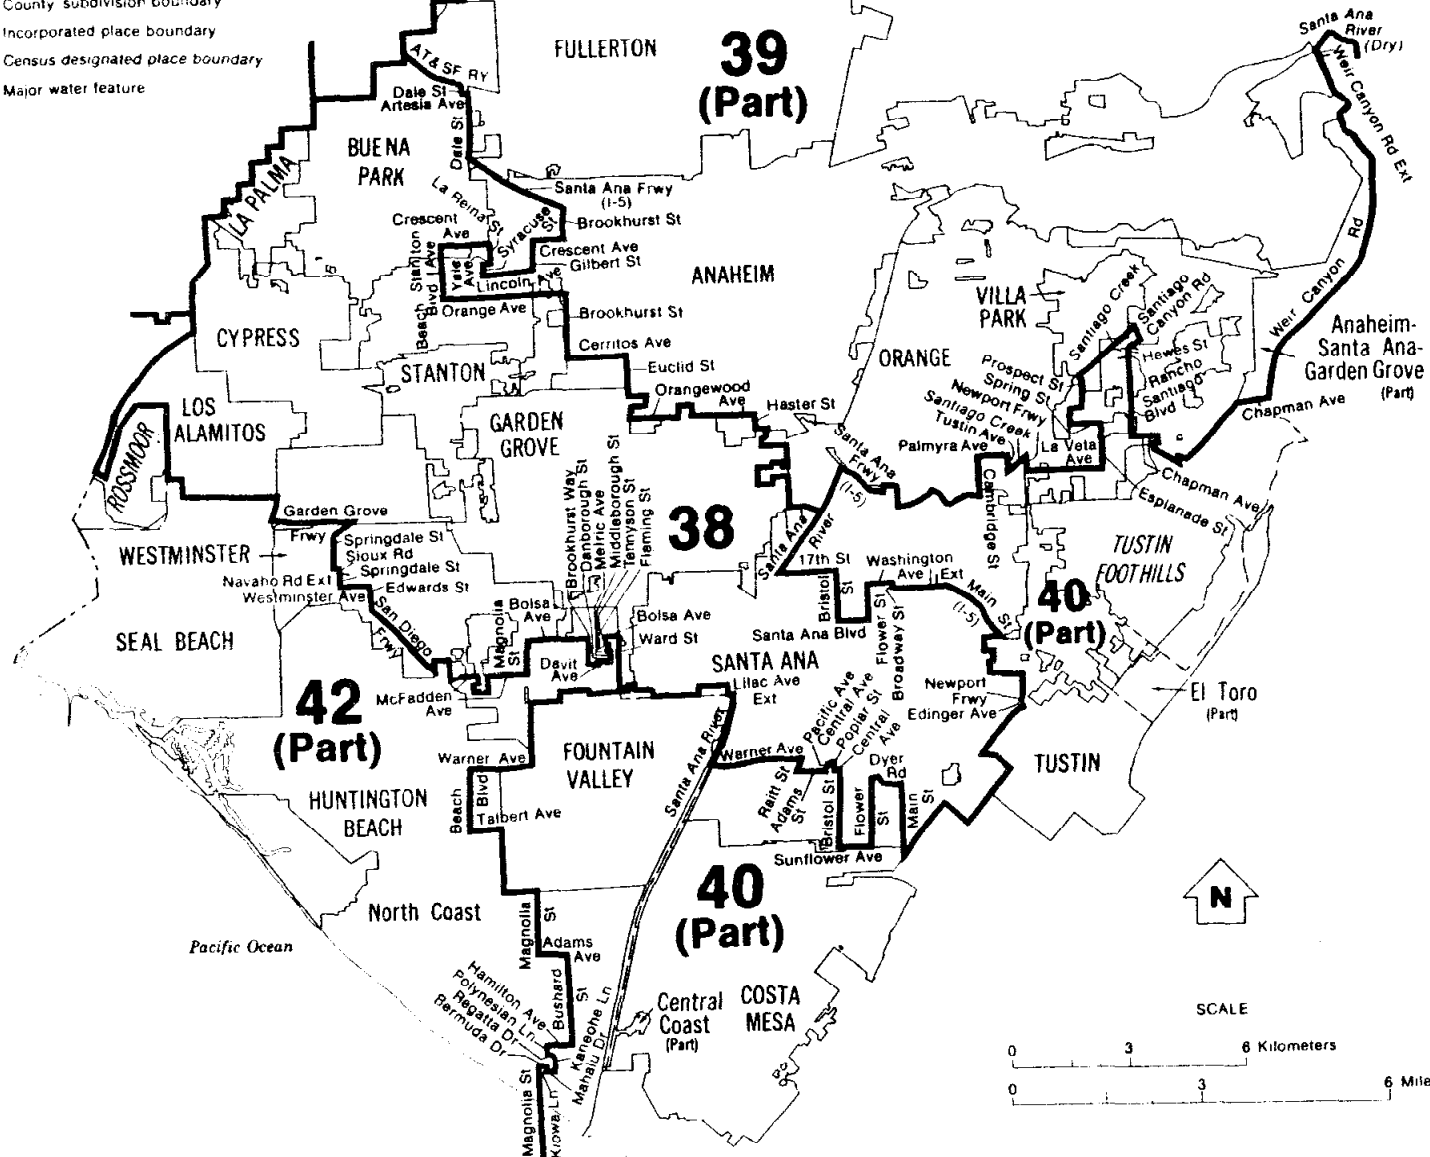 County subdivision boundary
Incorporated place boundary
Census designated place boundary
Major water feature
FULLERTON
39
(Part)
Santa Ana
River
(Dry)
Weir Canyon Rd Ext
AT & SF RY
Dale St
Artesia Ave
Dale St
BUENA
PARK
LA PALMA
La Reina St
Santa Ana Frwy
(I-5)
Brookhurst St
Syracuse
St
Crescent
Ave
Crescent Ave
Gilbert St
Stanton
Blvd
Beach
Blvd
Yale
Ave
Lincoln Ave
Orange Ave
Brookhurst St
ANAHEIM
VILLA
PARK
Santiago Creek
Santiago
Canyon Rd
Weir Canyon Rd
Anaheim-
Santa Ana-
Garden Grove
(Part)
CYPRESS
STANTON
Cerritos Ave
Euclid St
ORANGE
Hewes St
Rancho
Santiago
Blvd
Prospect St
Spring St
Newport Frwy
Santiago Creek
Tustin Ave
Palmyra Ave
La Veta
Ave
Chapman Ave
LOS
ALAMITOS
ROSSMOOR
GARDEN
GROVE
Orangewood
Ave
Haster St
Santa Ana
Frwy
(I-5)
Cambridge St
Chapman Ave
Esplanade St
Garden Grove
Frwy
WESTMINSTER
Springdale St
Sioux Rd
Springdale St
Navaho Rd Ext
Westminster Ave
Edwards St
Brookhurst Way
Danborough St
Melric Ave
Middleborough St
Tennyson St
Flaming St
38
Santa Ana
River
17th St
Washington
Ave Ext
Bristol
St
Main St
(I-5)
TUSTIN
FOOTHILLS
40
(Part)
SEAL BEACH
San Diego
Frwy
Magnolia
St
Bolsa
Ave
Bolsa Ave
Ward St
Davit
Ave
Santa Ana Blvd
Flower St
Broadway St
SANTA ANA
Lilac Ave
Ext
McFadden
Ave
Newport
Frwy
Edinger Ave
El Toro
(Part)
42
(Part)
Pacific Ave
Central Ave
Poplar St
Central
Ave
Warner Ave
FOUNTAIN
VALLEY
Santa Ana River
Warner Ave
Raitt St
Adams
St
Dyer
Rd
TUSTIN
HUNTINGTON
BEACH
Beach
Blvd
Talbert Ave
Bristol St
Flower
St
Main
St
Sunflower Ave
40
(Part)
N
North Coast
Pacific Ocean
Magnolia
St
Adams
Ave
Bushard
St
Hamilton Ave
Polynesian Ln
Regatta Dr
Bermuda Dr
Kaneohe Ln
Mahalu Dr
Magnolia St
Kiowa Ln
Central
Coast
(Part)
COSTA
MESA
SCALE
0 3 6 Kilometers
0 3 6 Mile